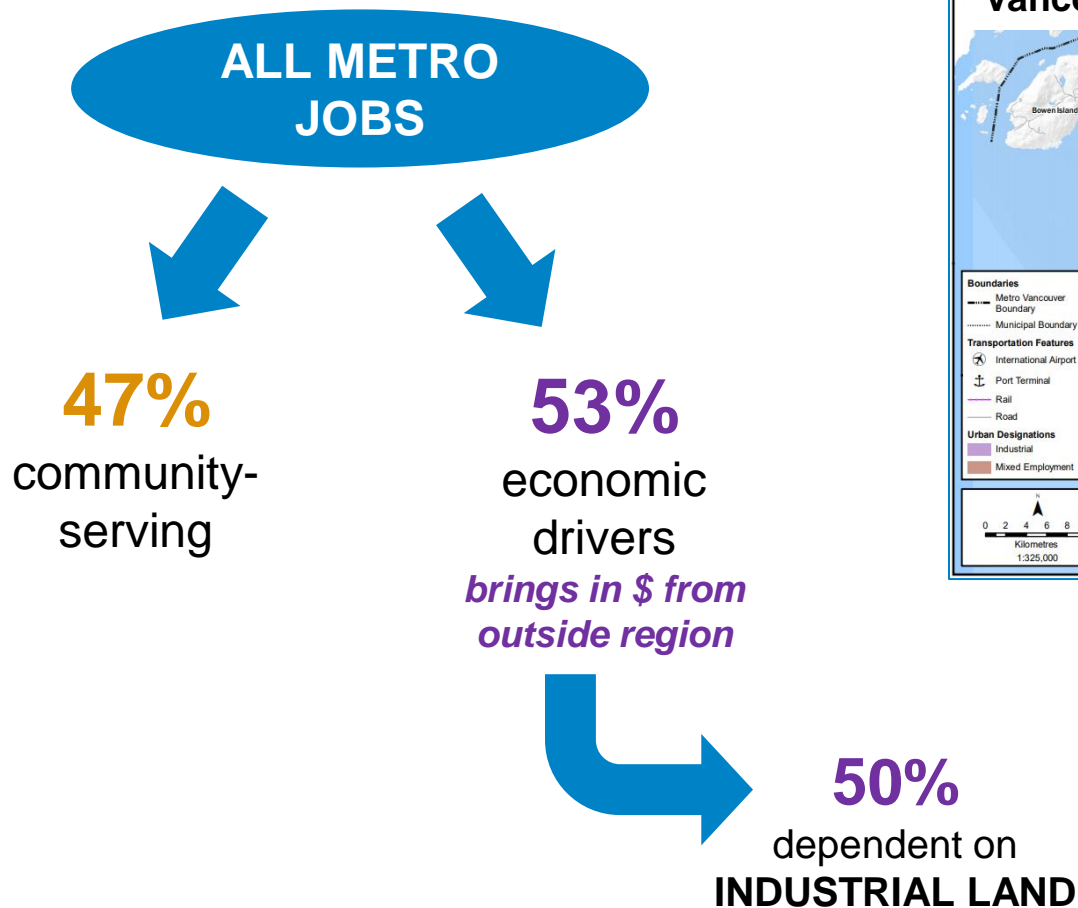 ALL METRO
JOBS
47%
community-
serving
53%
economic
drivers
brings in $ from
outside region
50%
dependent on
INDUSTRIAL LAND
Bowen Island
Boundaries
Metro Vancouver
Boundary
Municipal Boundary
Transportation Features
International Airport
Port Terminal
Rail
Road
Urban Designations
Industrial
Mixed Employment
N
0 2 4 6 8
Kilometres
1:325,000